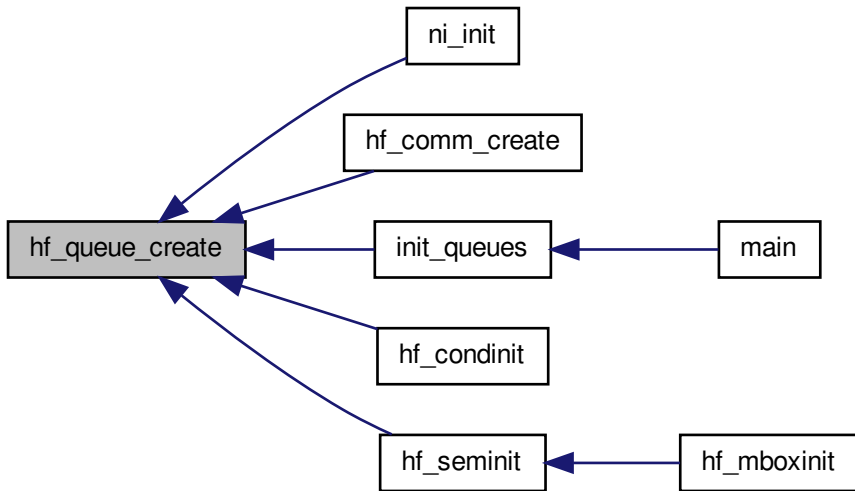 ni_init
hf_comm_create
hf_queue_create
init_queues
main
hf_condinit
hf_seminit
hf_mboxinit